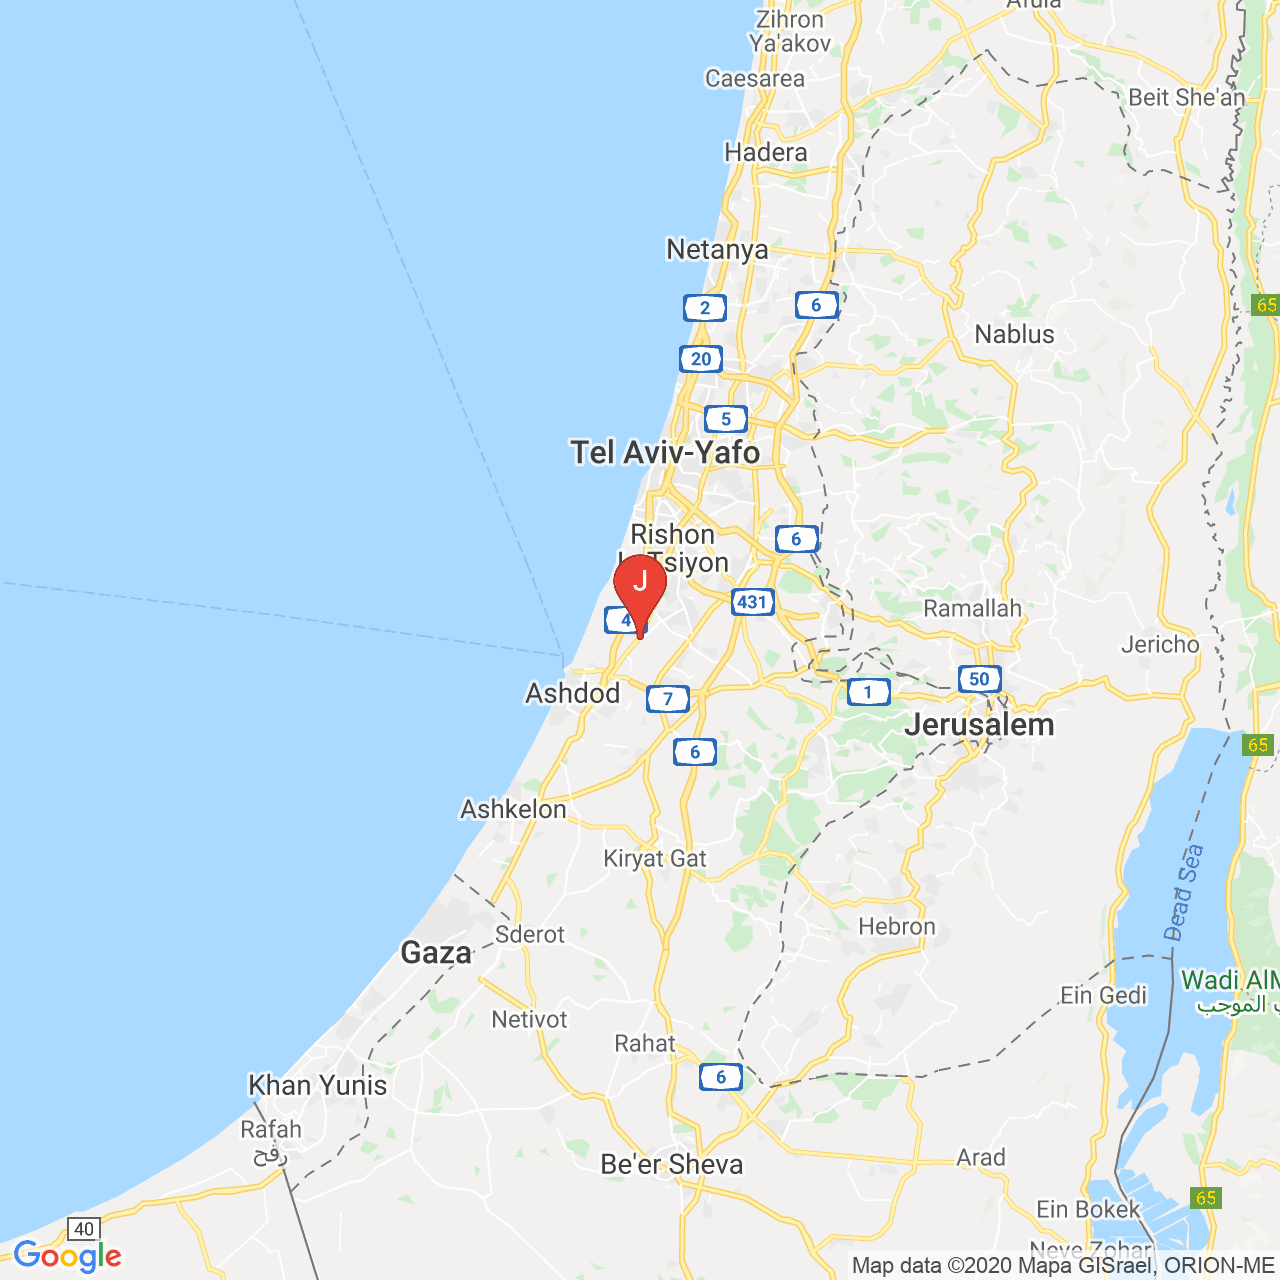 Afula
Zihron
Ya'akov
Caesarea
Beit She'an
Hadera
Netanya
2
6
65
20
Nablus
5
Tel Aviv-Yafo
Rishon
LeTsiyon
6
J
431
4
Ramallah
Jericho
50
Ashdod
7
1
Jerusalem
6
65
Ashkelon
Kiryat Gat
Dead Sea
Hebron
Sderot
Gaza
Wadi AlM
ب الموجب
Ein Gedi
Netivot
Rahat
6
Khan Yunis
Rafah
رفح
Be'er Sheva
Arad
65
Ein Bokek
40
Neve Zohar
Google
Map data ©2020 Mapa GISrael, ORION-ME